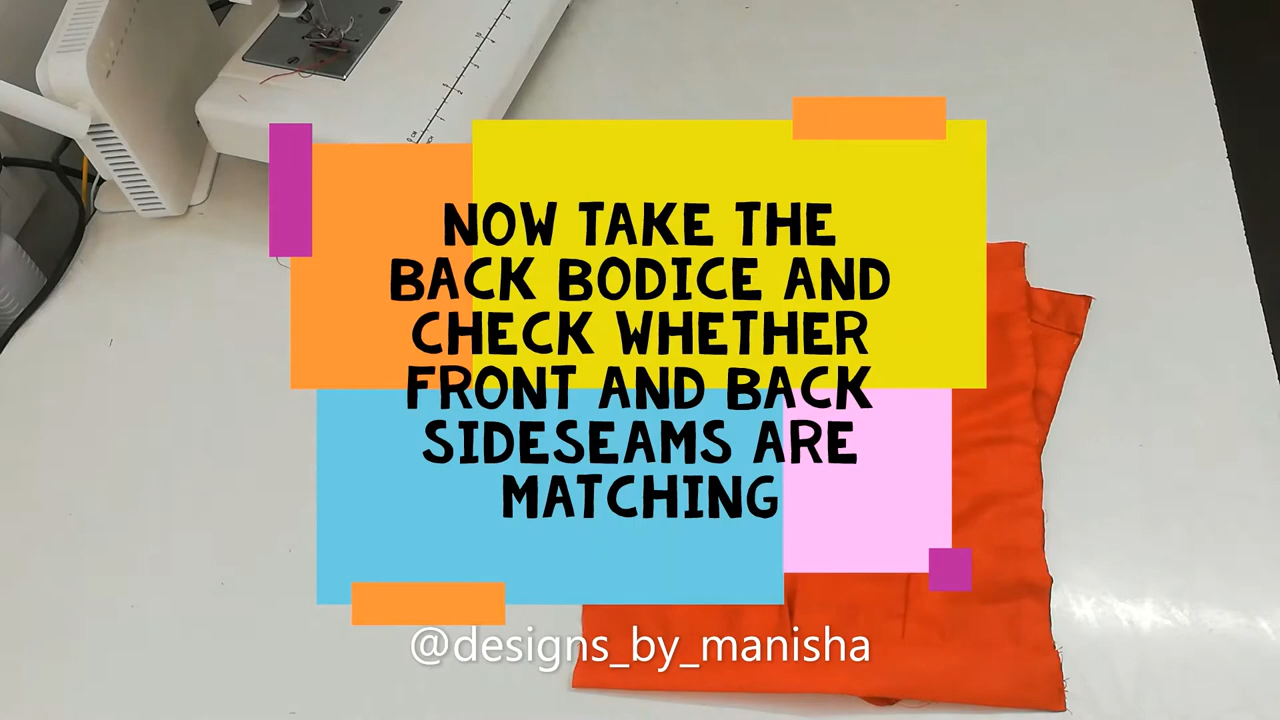 NOW TAKE THE
BACK BODICE AND
CHECK WHETHER
FRONT AND BACK
SIDESEAMS ARE
MATCHING
@designs_by_manisha